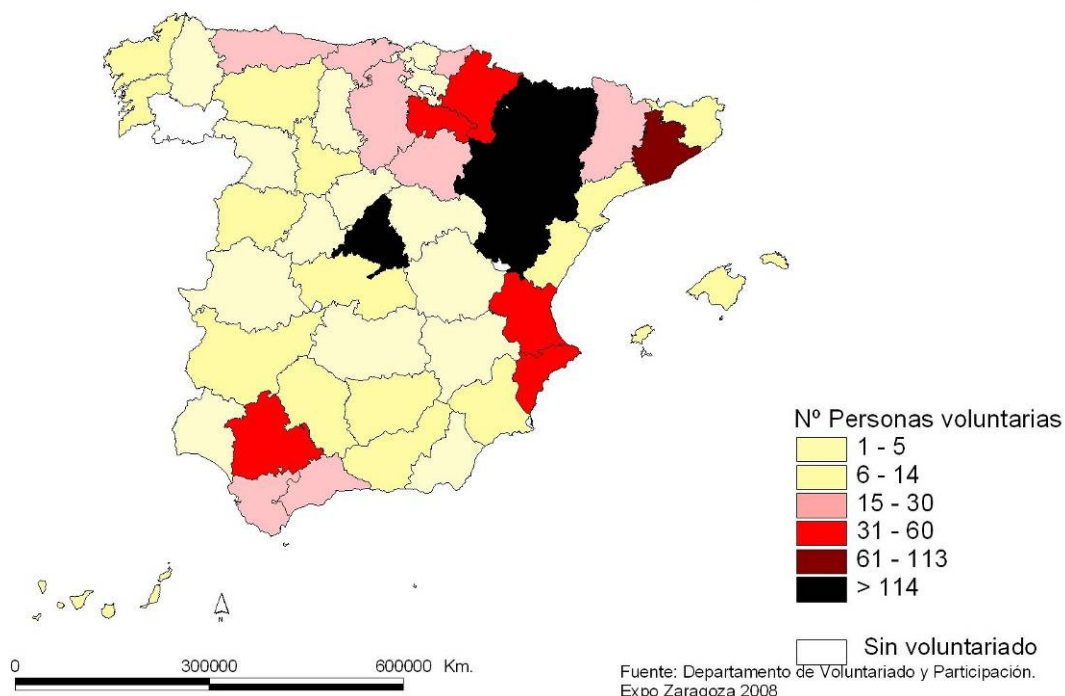 Nº Personas voluntarias
1 - 5
6 - 14
15 - 30
31 - 60
61 - 113
> 114
Sin voluntariado
N
0 300000 600000 Km.
Fuente: Departamento de Voluntariado y Participación.
Expo Zaragoza 2008